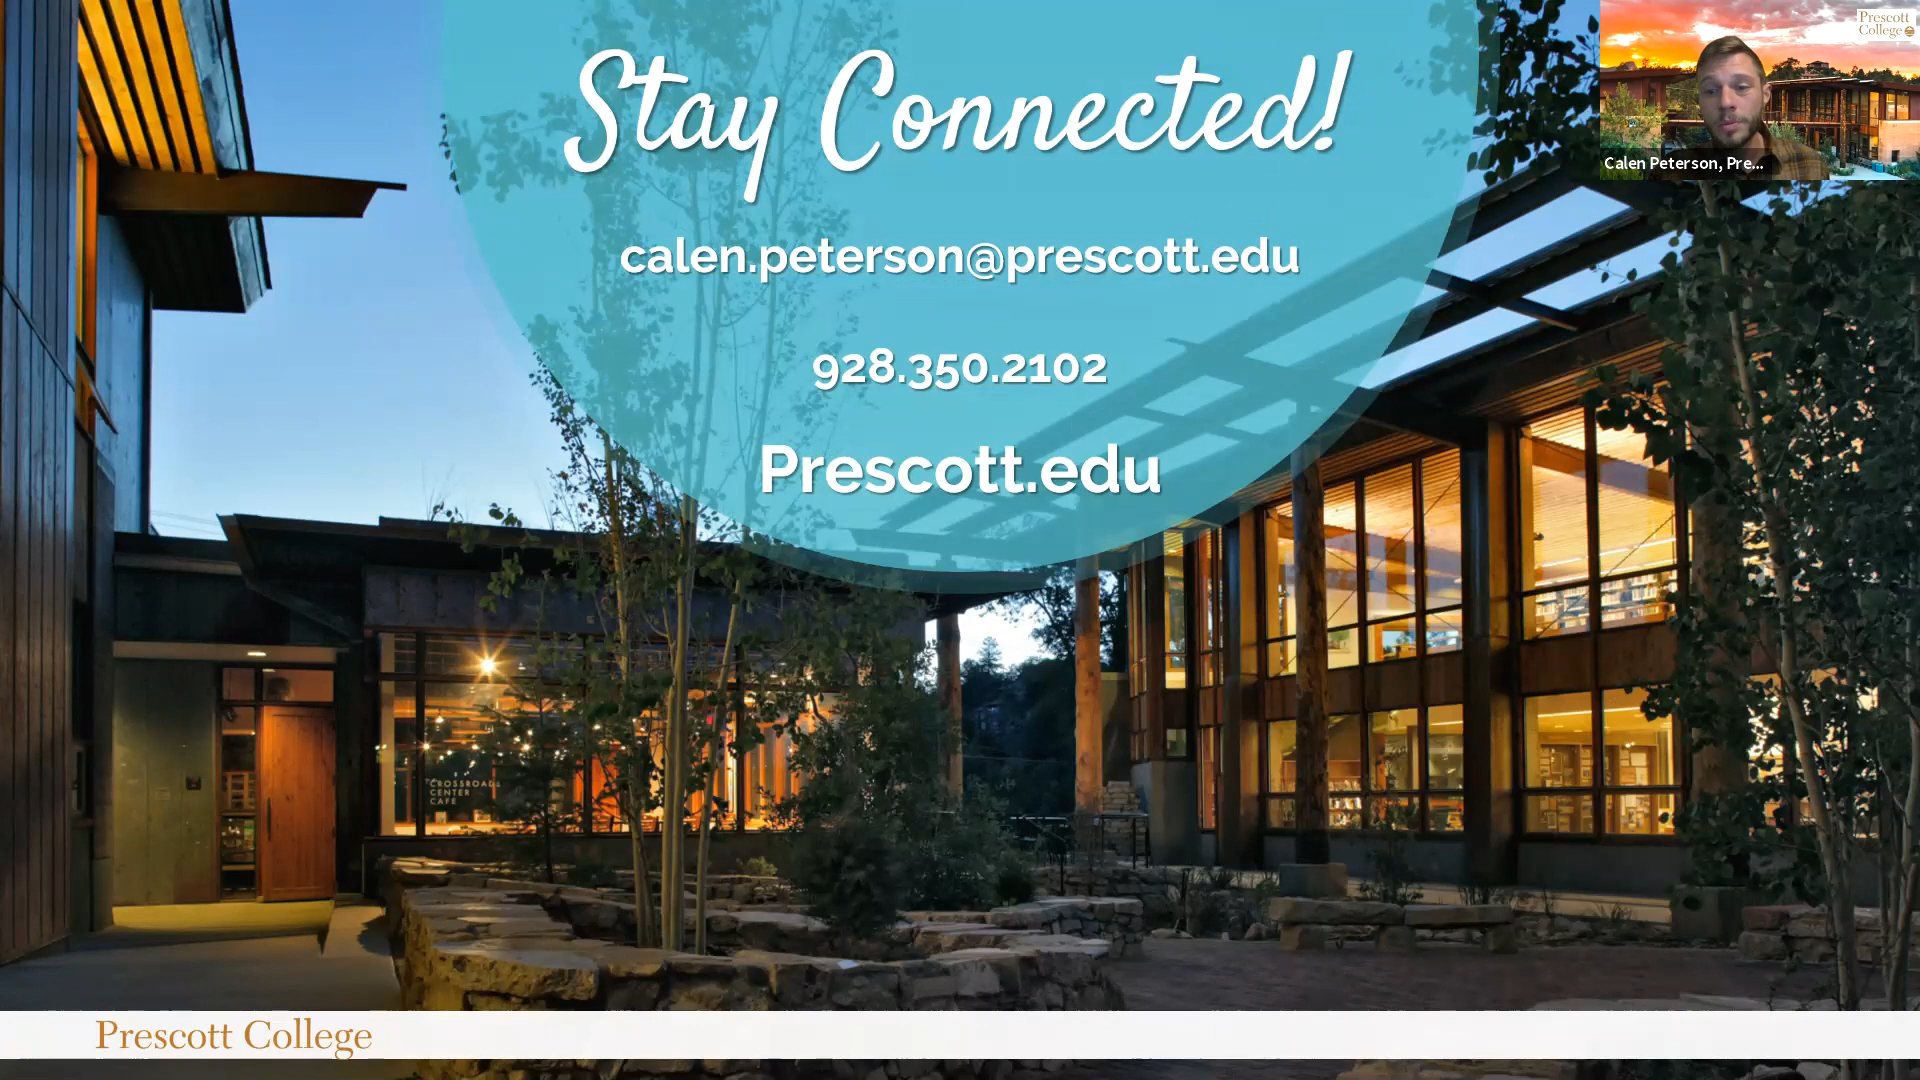 Stay Connected!
calen.peterson@prescott.edu
928.350.2102
Prescott.edu
Prescott
College
Calen Peterson, Pre...
CROSSROADS
CENTER
CAFE
Prescott College